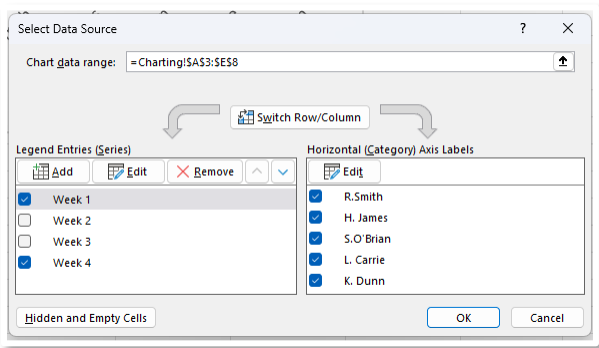 Select Data Source
?
Chart data range: =Charting!$A$3:$E$8
Switch Row/Column
Legend Entries (Series)
Add Edit Remove
Week 1
Week 2
Week 3
Week 4
Horizontal (Category) Axis Labels
Edit
R.Smith
H. James
S.O'Brian
L. Carrie
K. Dunn
Hidden and Empty Cells
OK Cancel